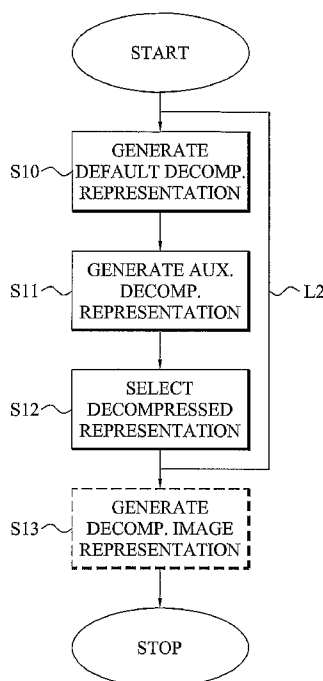 START
S10
GENERATE
DEFAULT DECOMP.
REPRESENTATION
S11
GENERATE AUX.
DECOMP.
REPRESENTATION
L2
S12
SELECT
DECOMPRESSED
REPRESENTATION
S13
GENERATE
DECOMP. IMAGE
REPRESENTATION
STOP